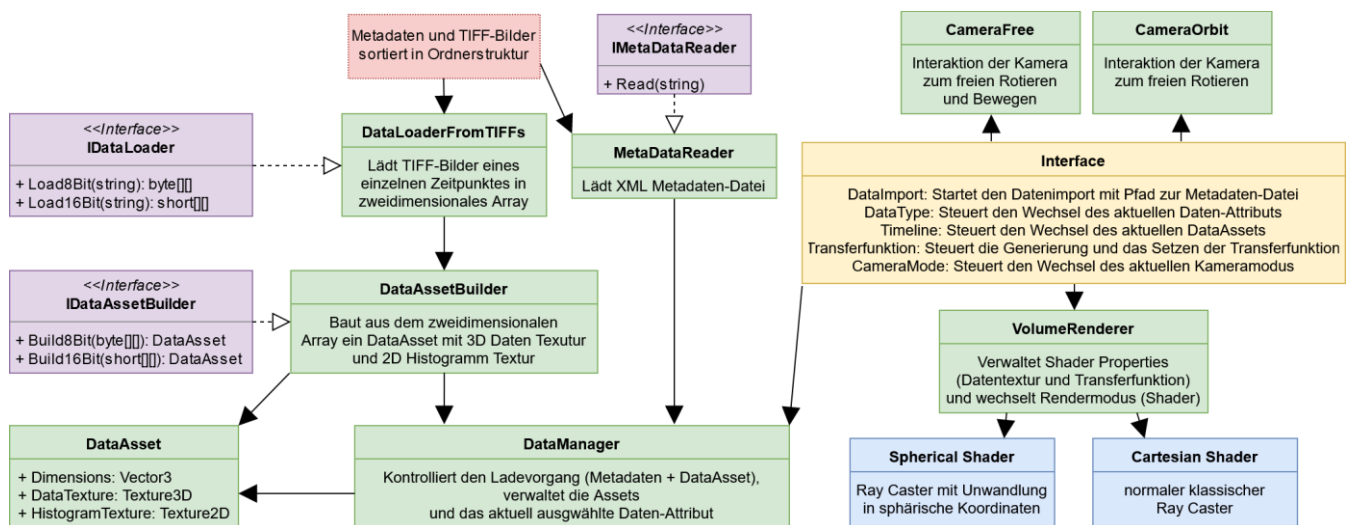 Metadaten und TIFF-Bilder
sortiert in Ordnerstruktur
<<Interface>>
IMetaDataReader
+ Read(string)
CameraFree
Interaktion der Kamera
zum freien Rotieren
und Bewegen
CameraOrbit
Interaktion der Kamera
zum freien Rotieren
<<Interface>>
IDataLoader
+ Load8Bit(string): byte[][]
+ Load16Bit(string): short[][]
DataLoaderFromTIFFs
Lädt TIFF-Bilder eines
einzelnen Zeitpunktes in
zweidimensionales Array
MetaDataReader
Lädt XML Metadaten-Datei
Interface
DataImport: Startet den Datenimport mit Pfad zur Metadaten-Datei
DataType: Steuert den Wechsel des aktuellen Daten-Attributs
Timeline: Steuert den Wechsel des aktuellen DataAssets
Transferfunktion: Steuert die Generierung und das Setzen der Transferfunktion
CameraMode: Steuert den Wechsel des aktuellen Kameramodus
<<Interface>>
IDataAssetBuilder
+ Build8Bit(byte[][]): DataAsset
+ Build16Bit(short[][]): DataAsset
DataAssetBuilder
Baut aus dem zweidimensionalen
Array ein DataAsset mit 3D Daten Texutur
und 2D Histogramm Textur
VolumeRenderer
Verwaltet Shader Properties
(Datentextur und Transferfunktion)
und wechselt Rendermodus (Shader)
DataAsset
+ Dimensions: Vector3
+ DataTexture: Texture3D
+ HistogramTexture: Texture2D
DataManager
Kontrolliert den Ladevorgang (Metadaten + DataAsset),
verwaltet die Assets
und das aktuell ausgwählte Daten-Attribut
Spherical Shader
Ray Caster mit Unwandlung
in sphärische Koordinaten
Cartesian Shader
normaler klassischer
Ray Caster